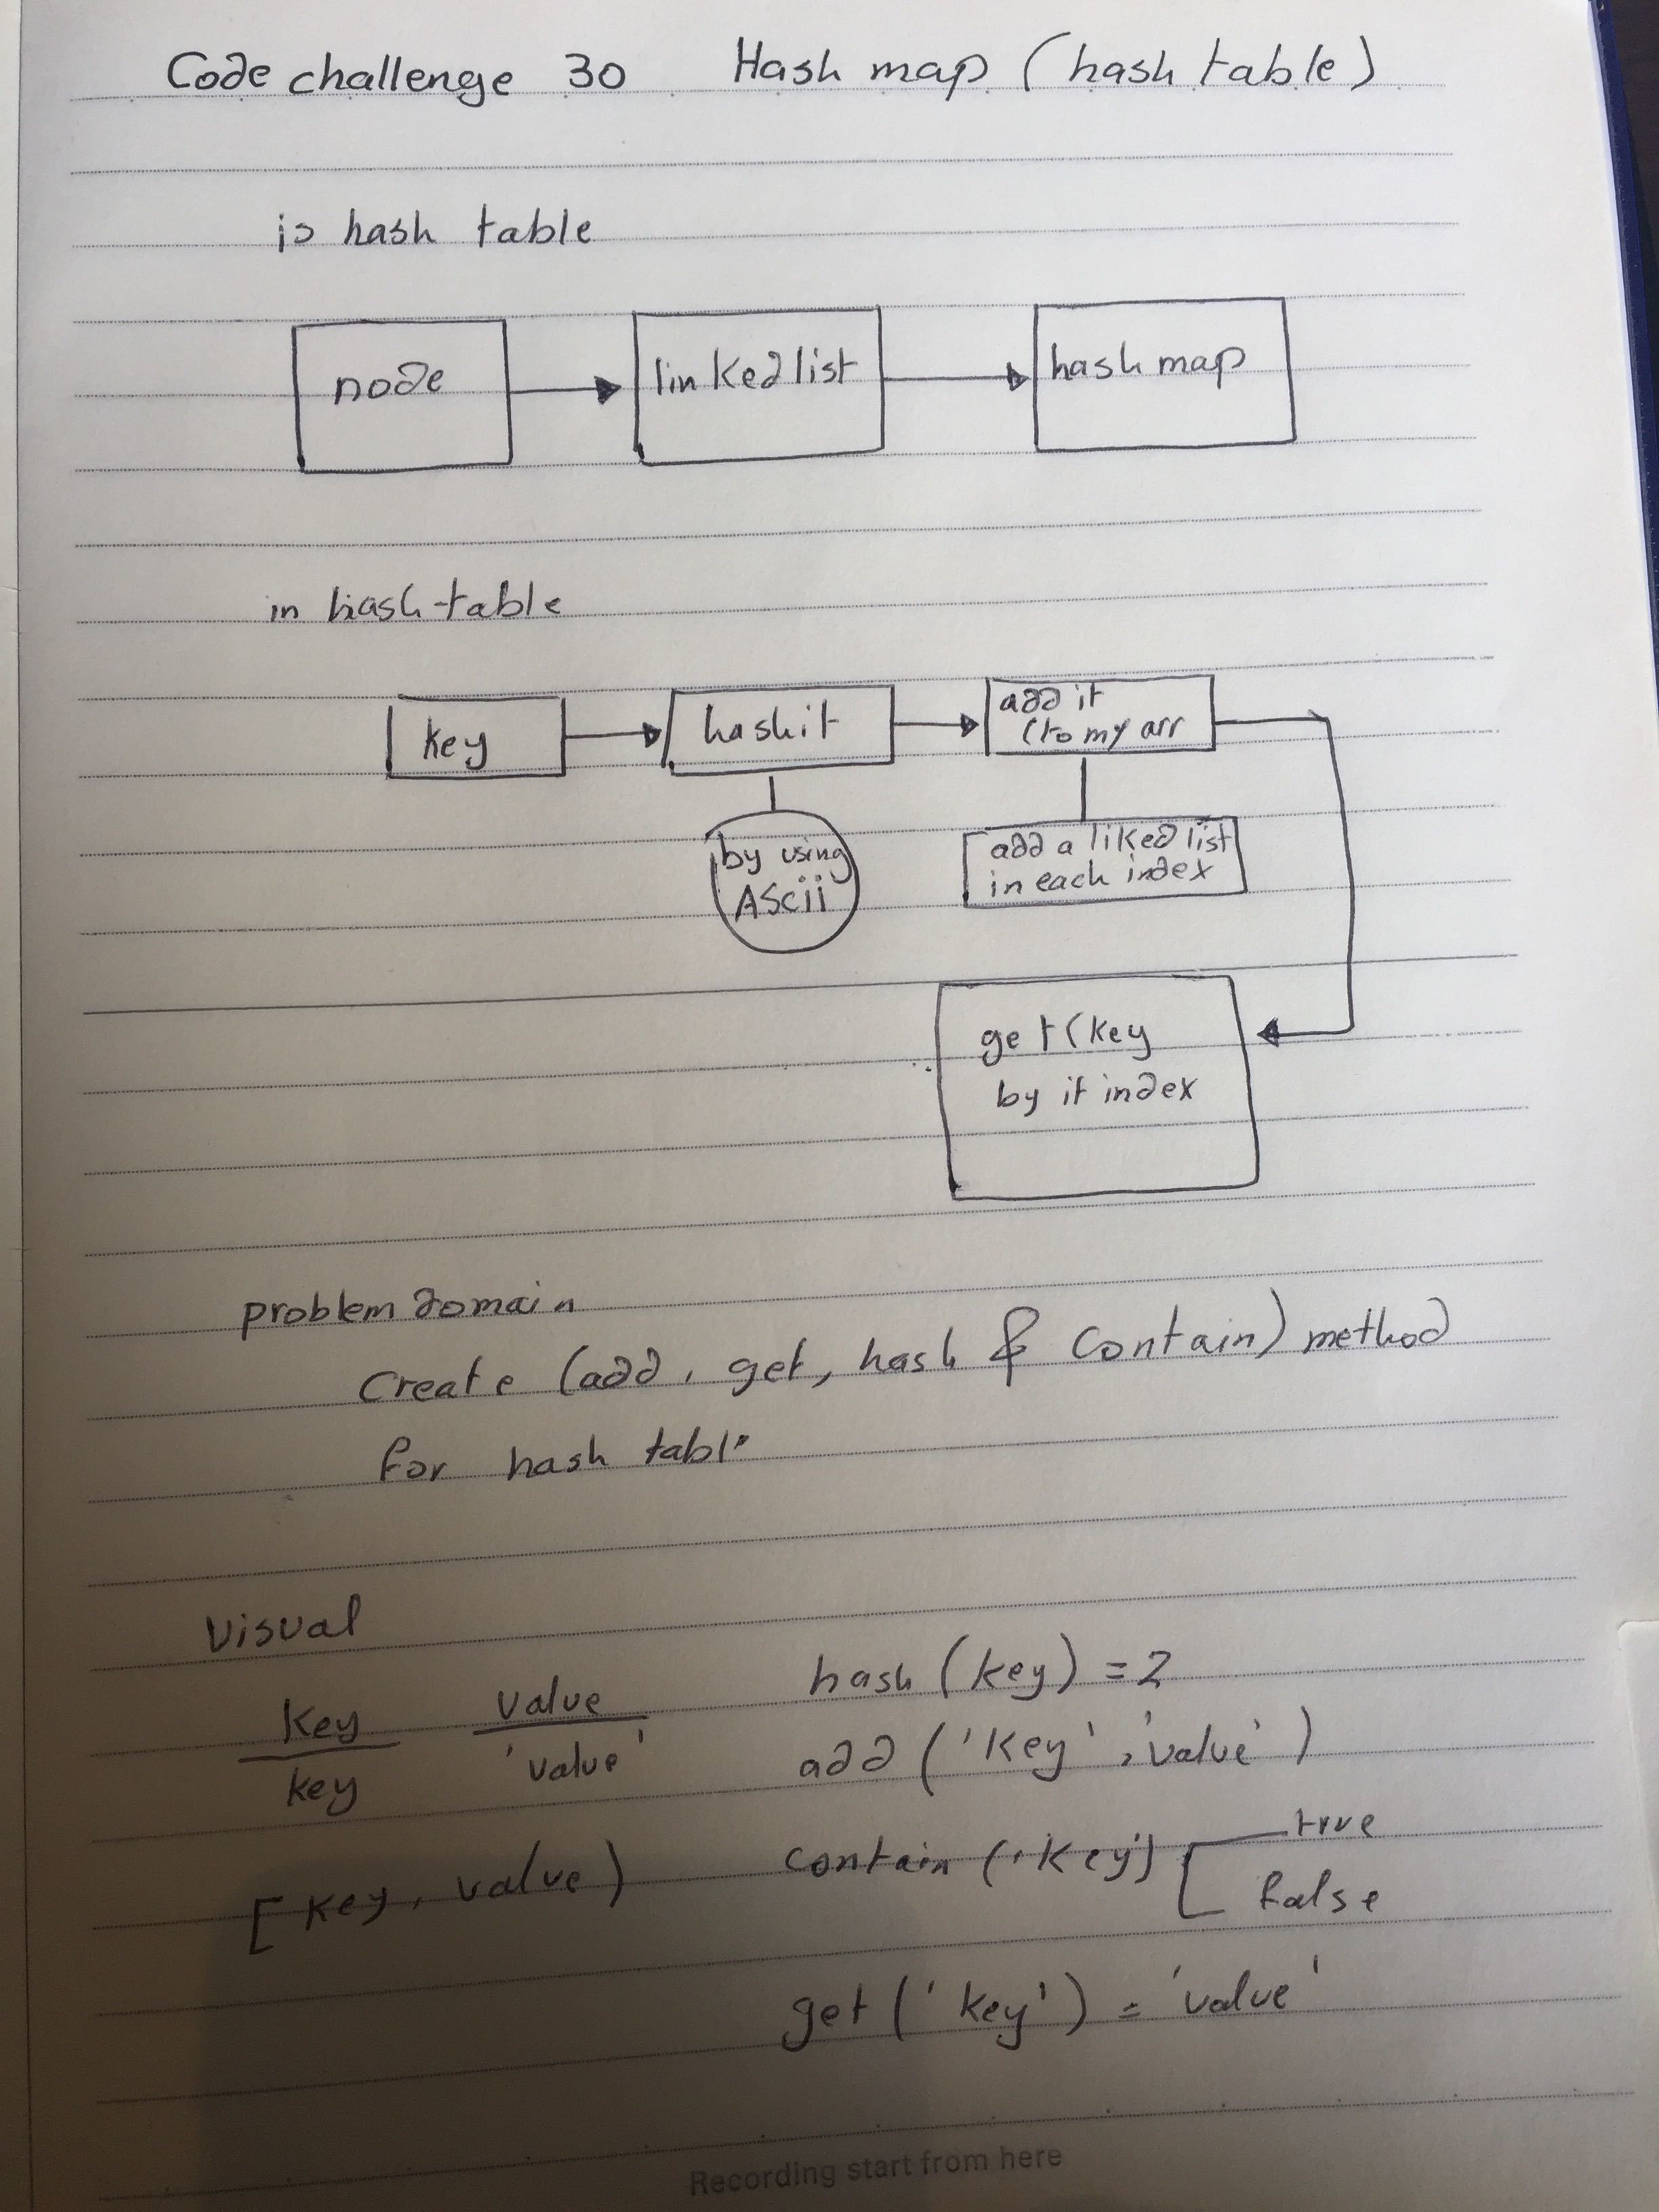 Code challenge 30 Hash map (hash table)
is hash table
node
linked list
hash map
in hash table
key
hash it
add it
(to my arr
by using
ASCii
add a liked list
in each index
get (key
by it index
problem domain
Create (add, get, hash & Contain) method
for hash tabl
Visual
key value
key 'value'
[key, value)
hash (key) = 2
add ('key', 'value')
contain ('key') true
false
get ('key') = 'value'
Recording start from here